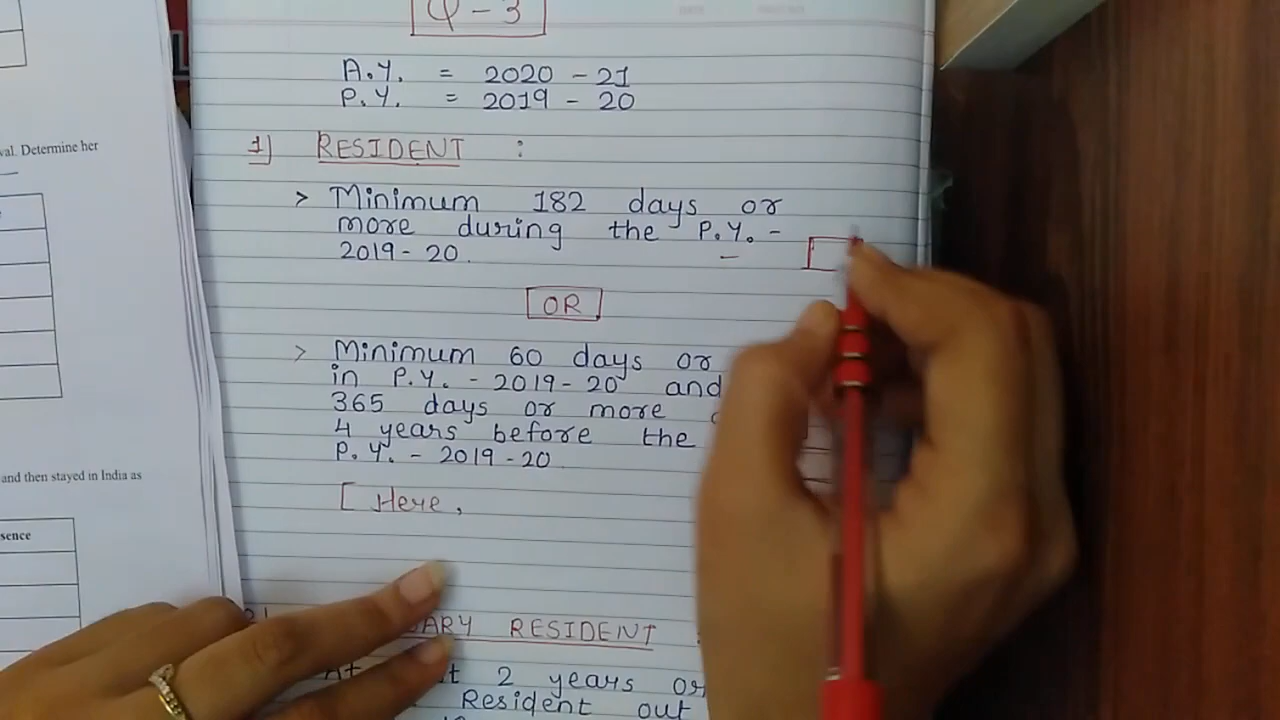 Q - 3
A.Y. = 2020 - 21
P.Y. = 2019 - 20
1) RESIDENT :
> Minimum 182 days or
more during the P.Y. -
2019 - 20.
OR
> Minimum 60 days or
in P.Y. - 2019 - 20 and
365 days or more
4 years before the
P.Y. - 2019 - 20
[ Here,
RESIDENT
2 years or
Resident out
val. Determine her
and then stayed in India as
sence